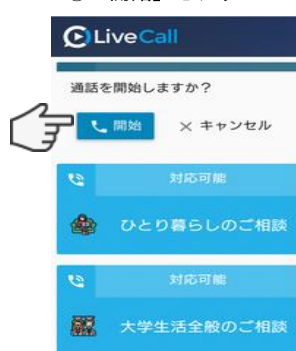 LiveCall
通話を開始しますか？
開始
× キャンセル
対応可能
ひとり暮らしのご相談
対応可能
大学生活全般のご相談